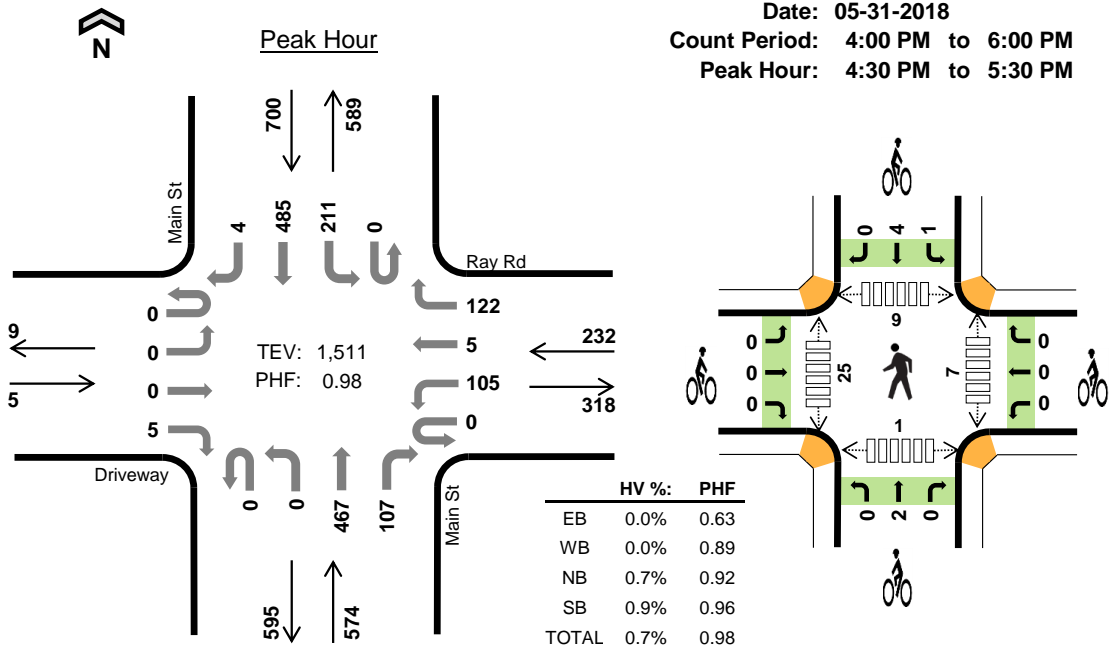 N
Peak Hour
Date: 05-31-2018
Count Period: 4:00 PM to 6:00 PM
Peak Hour: 4:30 PM to 5:30 PM
700
589
Main St
4
485
211
0
Ray Rd
0
0
0
5
9
5
TEV: 1,511
PHF: 0.98
122
5
105
0
232
318
Driveway
0
0
467
107
Main St
595
574
0
4
1
9
0
0
0
25
7
0
0
0
1
0
2
0
HV %: PHF
EB 0.0% 0.63
WB 0.0% 0.89
NB 0.7% 0.92
SB 0.9% 0.96
TOTAL 0.7% 0.98